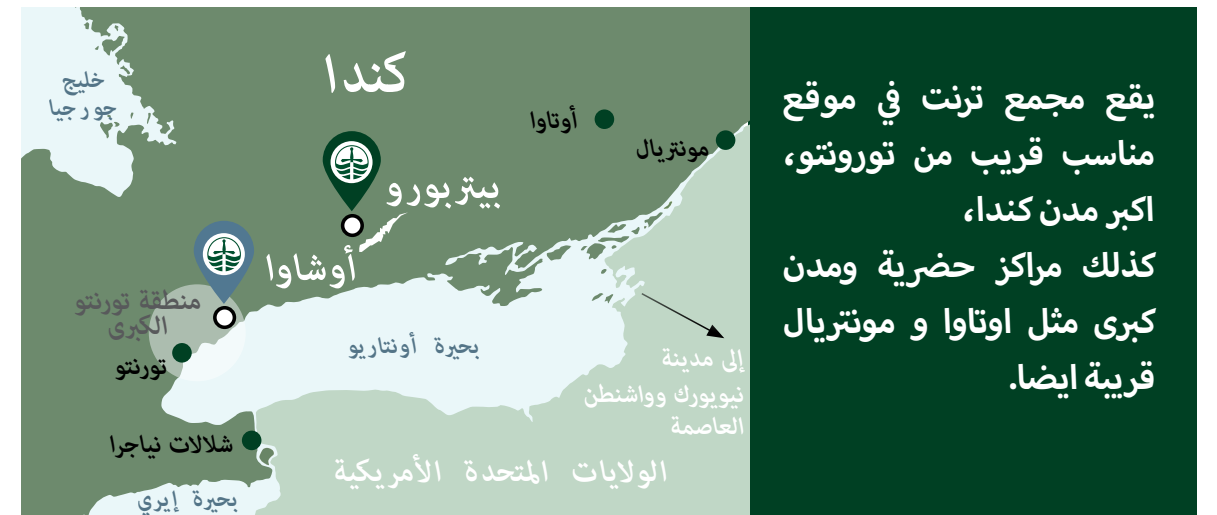 يقع مجمع ترنت في موقع
مناسب قريب من تورونتو،
اكبر مدن كندا،
كذلك مراكز حضرية ومدن
كبرى مثل اوتاوا و مونتريال
قريبة ايضا.
كندا
خليج
جورجيا
أوتاوا
مونتريال
بيتربورو
أوشاوا
منطقة تورنتو
الكبرى
تورنتو
بحيرة أونتاريو
إلى مدينة
نيويورك وواشنطن
العاصمة
شلالات نياجرا
الولايات المتحدة الأمريكية
بحيرة إيري